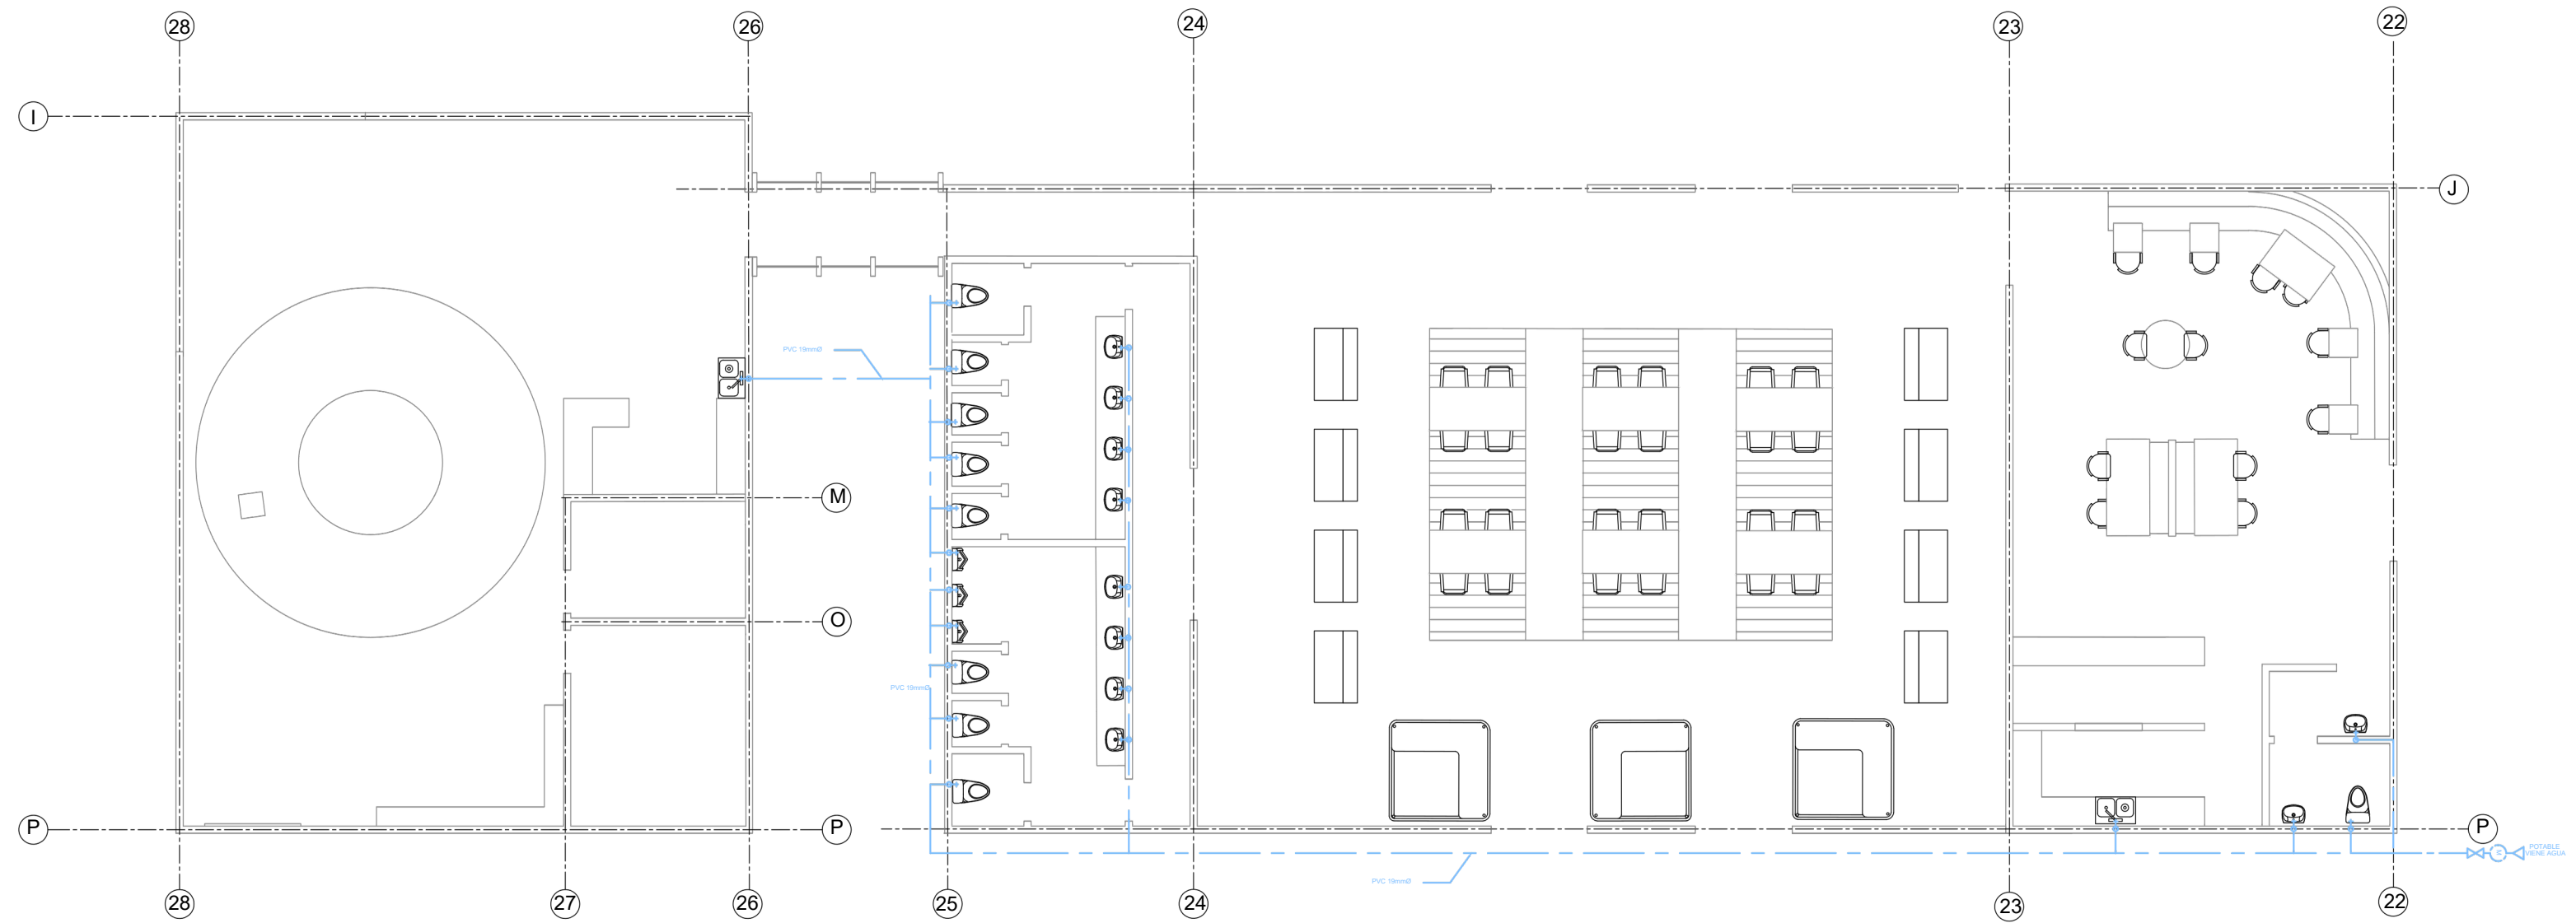 28
26
24
23
22
I
J
PVC 19mmØ
M
O
PVC 19mmØ
P
P
P
POTABLE
VIENE AGUA
M
PVC 19mmØ
28
27
26
25
24
23
22